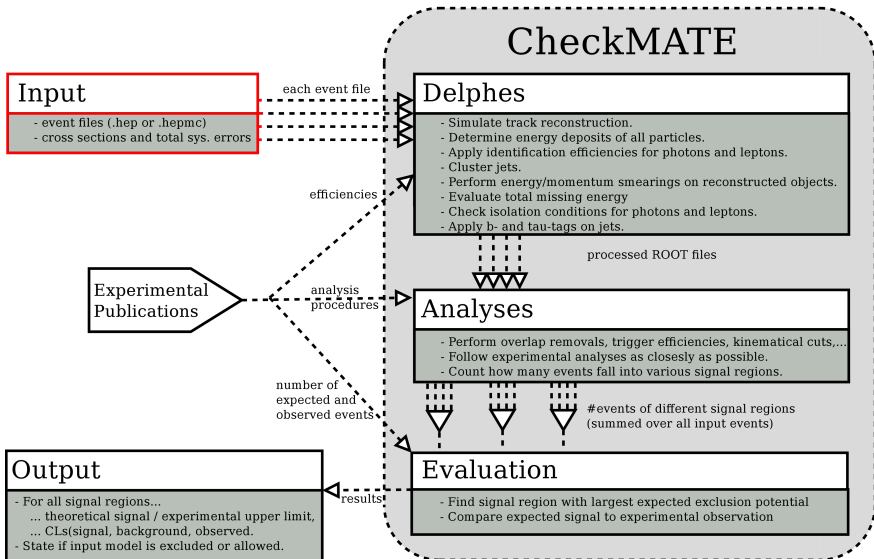 CheckMATE
Input
- event files (.hep or .hepmc)
- cross sections and total sys. errors
each event file
Delphes
- Simulate track reconstruction.
- Determine energy deposits of all particles.
- Apply identification efficiencies for photons and leptons.
- Cluster jets.
- Perform energy/momentum smearings on reconstructed objects.
- Evaluate total missing energy
- Check isolation conditions for photons and leptons.
- Apply b- and tau-tags on jets.
efficiencies
processed ROOT files
Experimental
Publications
analysis
procedures
Analyses
- Perform overlap removals, trigger efficiencies, kinematical cuts,...
- Follow experimental analyses as closesly as possible.
- Count how many events fall into various signal regions.
number of
expected and
observed events
#events of different signal regions
(summed over all input events)
Output
- For all signal regions...
... theoretical signal / experimental upper limit,
... CLs(signal, background, observed.
- State if input model is excluded or allowed.
results
Evaluation
- Find signal region with largest expected exclusion potential
- Compare expected signal to experimental observation